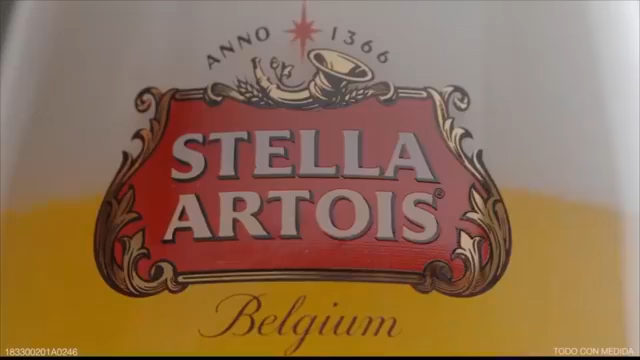 ANNO 1366
STELLA
ARTOIS®
Belgium
183300201A0246
TODO CON MEDIDA.